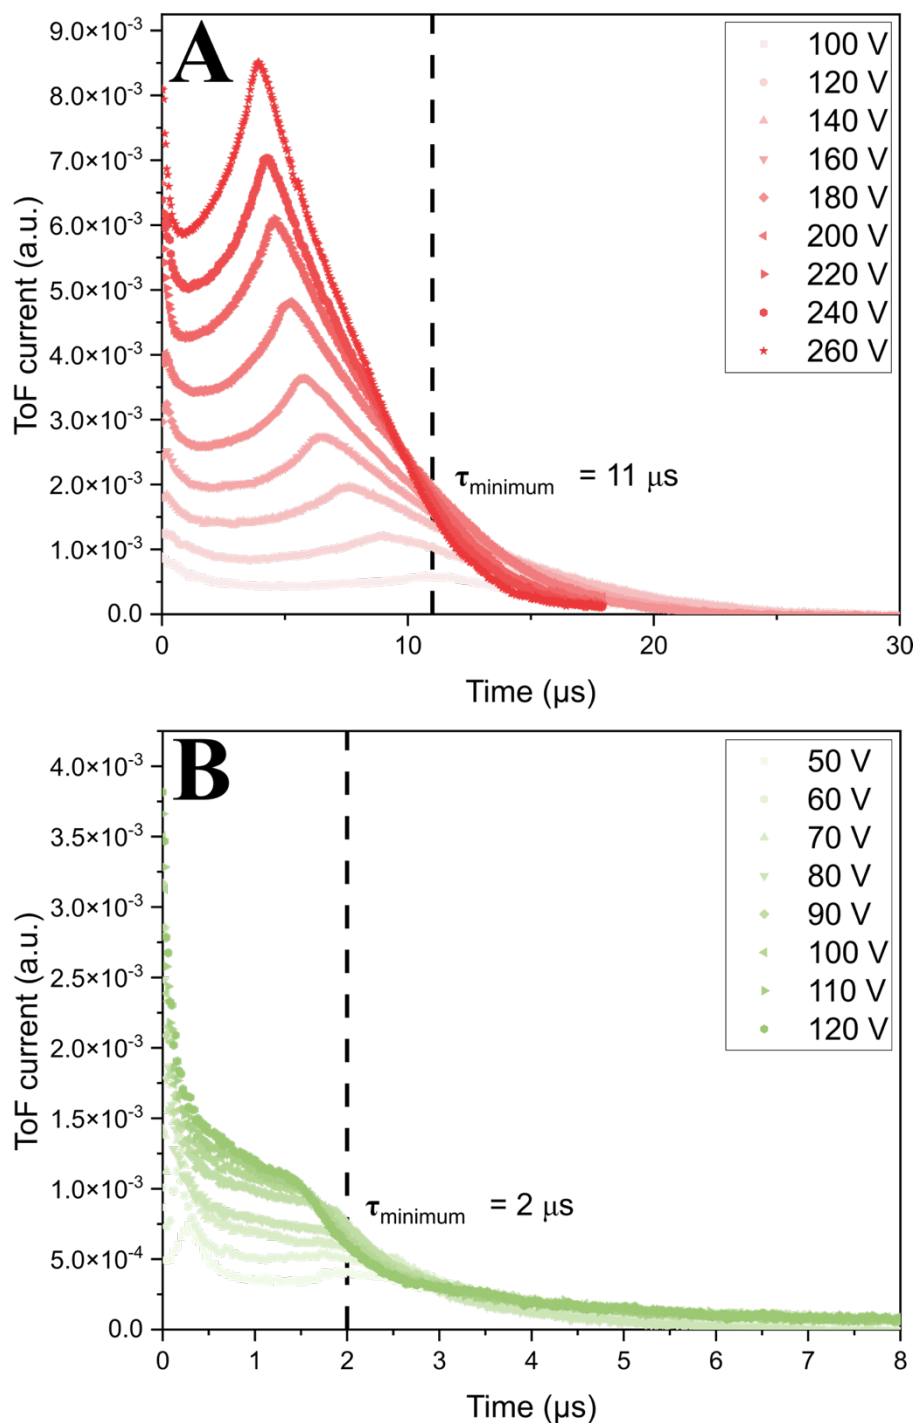 A
9.0×10⁻³
8.0×10⁻³
7.0×10⁻³
6.0×10⁻³
5.0×10⁻³
4.0×10⁻³
3.0×10⁻³
2.0×10⁻³
1.0×10⁻³
0.0
ToF current (a.u.)
100 V
120 V
140 V
160 V
180 V
200 V
220 V
240 V
260 V
τminimum = 11 μs
0 10 20 30
Time (μs)
B
4.0×10⁻³
3.5×10⁻³
3.0×10⁻³
2.5×10⁻³
2.0×10⁻³
1.5×10⁻³
1.0×10⁻³
5.0×10⁻⁴
0.0
ToF current (a.u.)
50 V
60 V
70 V
80 V
90 V
100 V
110 V
120 V
τminimum = 2 μs
0 1 2 3 4 5 6 7 8
Time (μs)